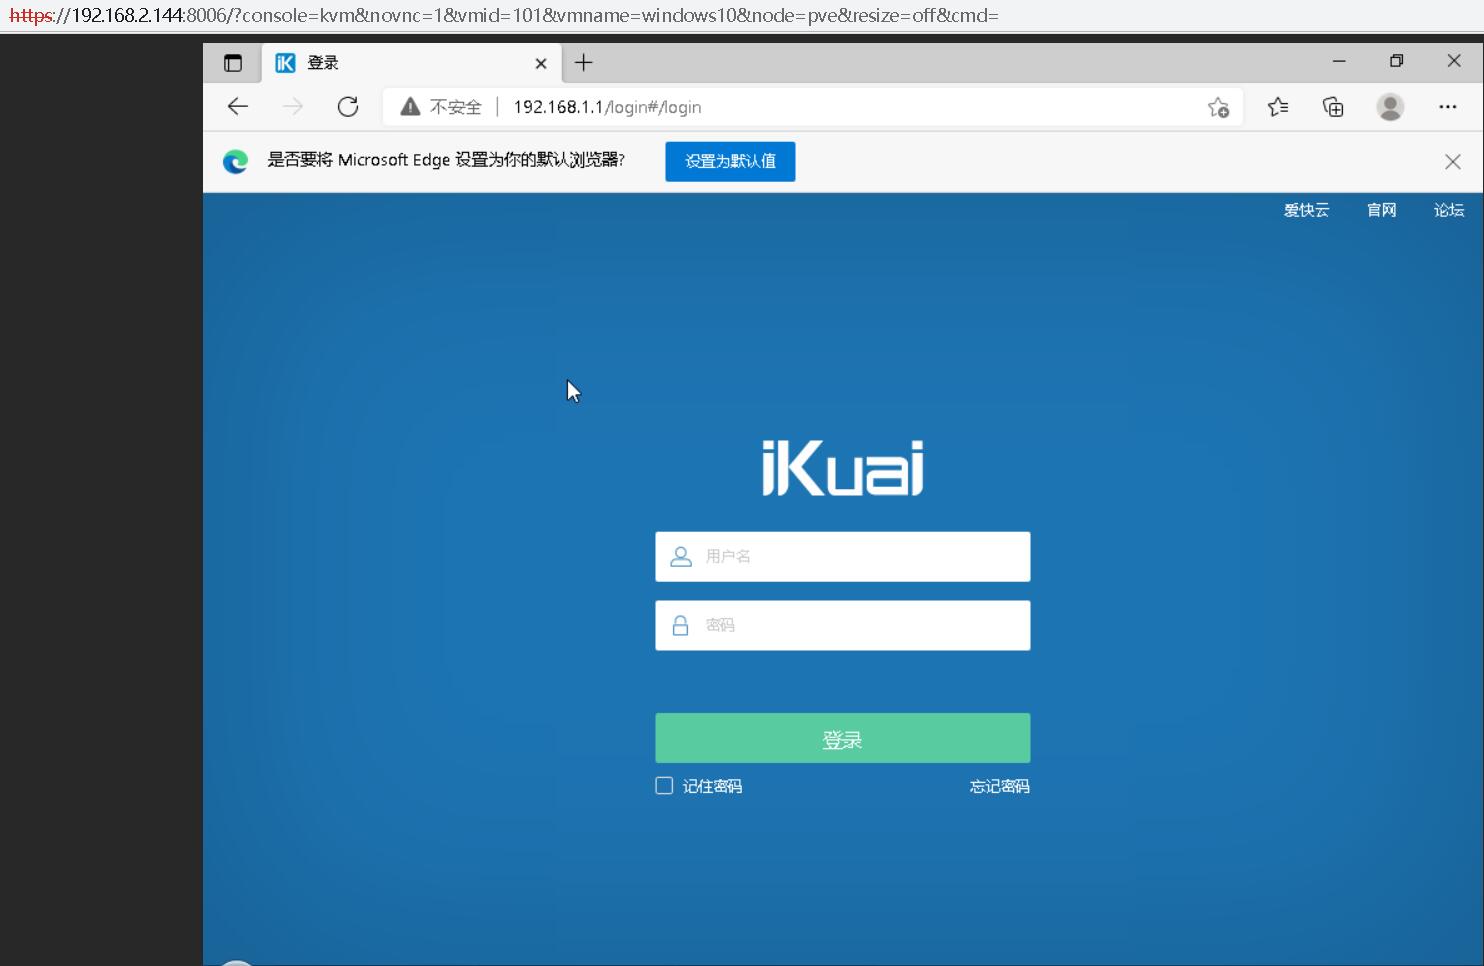 https://192.168.2.144:8006/?console=kvm&novnc=1&vmid=101&vmname=windows10&node=pve&resize=off&cmd=
iK 登录
不安全 192.168.1.1/login#/login
是否要将 Microsoft Edge 设置为你的默认浏览器? 设置为默认值
爱快云 官网 论坛
iKuai
用户名
密码
登录
记住密码 忘记密码